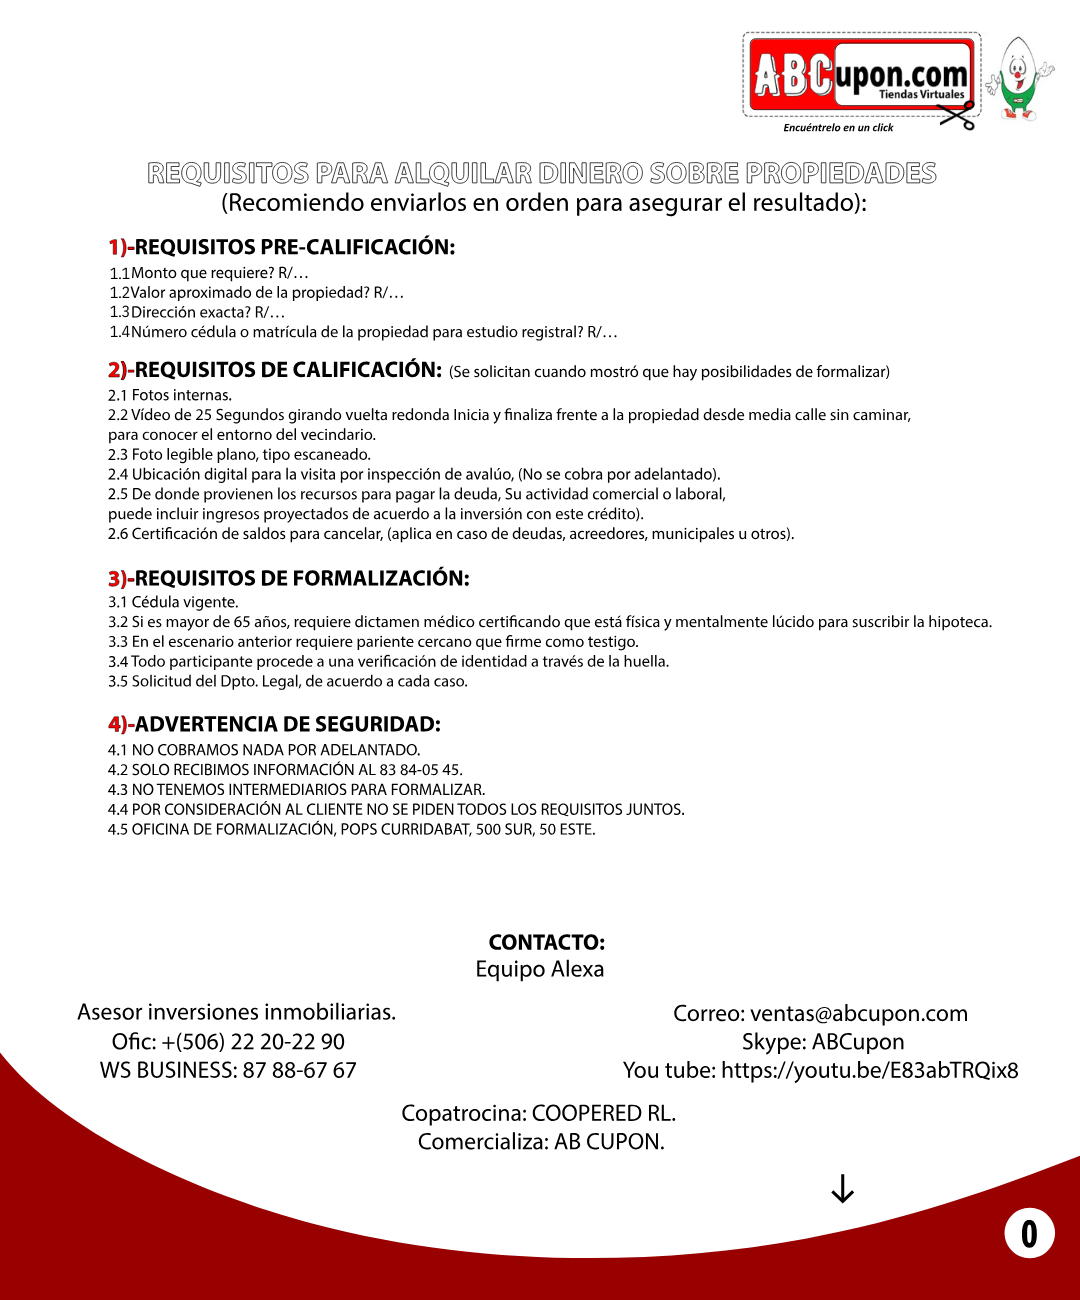 ABCupon.com
Tiendas Virtuales
Encuéntrelo en un click
REQUISITOS PARA ALQUILAR DINERO SOBRE PROPIEDADES
(Recomiendo enviarlos en orden para asegurar el resultado):
1)-REQUISITOS PRE-CALIFICACIÓN:
1.1 Monto que requiere? R/…
1.2 Valor aproximado de la propiedad? R/…
1.3 Dirección exacta? R/…
1.4 Número cédula o matrícula de la propiedad para estudio registral? R/…
2)-REQUISITOS DE CALIFICACIÓN: (Se solicitan cuando mostró que hay posibilidades de formalizar)
2.1 Fotos internas.
2.2 Vídeo de 25 Segundos girando vuelta redonda Inicia y finaliza frente a la propiedad desde media calle sin caminar,
para conocer el entorno del vecindario.
2.3 Foto legible plano, tipo escaneado.
2.4 Ubicación digital para la visita por inspección de avalúo, (No se cobra por adelantado).
2.5 De donde provienen los recursos para pagar la deuda, Su actividad comercial o laboral,
puede incluir ingresos proyectados de acuerdo a la inversión con este crédito).
2.6 Certificación de saldos para cancelar, (aplica en caso de deudas, acreedores, municipales u otros).
3)-REQUISITOS DE FORMALIZACIÓN:
3.1 Cédula vigente.
3.2 Si es mayor de 65 años, requiere dictamen médico certificando que está física y mentalmente lúcido para suscribir la hipoteca.
3.3 En el escenario anterior requiere pariente cercano que firme como testigo.
3.4 Todo participante procede a una verificación de identidad a través de la huella.
3.5 Solicitud del Dpto. Legal, de acuerdo a cada caso.
4)-ADVERTENCIA DE SEGURIDAD:
4.1 NO COBRAMOS NADA POR ADELANTADO.
4.2 SOLO RECIBIMOS INFORMACIÓN AL 83 84-05 45.
4.3 NO TENEMOS INTERMEDIARIOS PARA FORMALIZAR.
4.4 POR CONSIDERACIÓN AL CLIENTE NO SE PIDEN TODOS LOS REQUISITOS JUNTOS.
4.5 OFICINA DE FORMALIZACIÓN, POPS CURRIDABAT, 500 SUR, 50 ESTE.
CONTACTO:
Equipo Alexa
Asesor inversiones inmobiliarias.
Ofic: +(506) 22 20-22 90
WS BUSINESS: 87 88-67 67
Correo: ventas@abcupon.com
Skype: ABCupon
You tube: https://youtu.be/E83abTRQix8
Copatrocina: COOPERED RL.
Comercializa: AB CUPON.
0